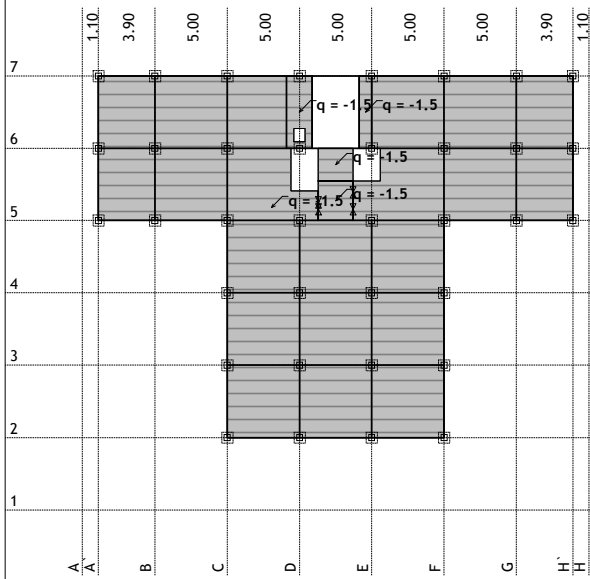 1.10
3.90
5.00
5.00
5.00
5.00
5.00
3.90
1.10
7
q = -1.5
q = -1.5
6
q = -1.5
q = -1.5
q = -1.5
5
4
3
2
1
A
A´
B
C
D
E
F
G
H´
H